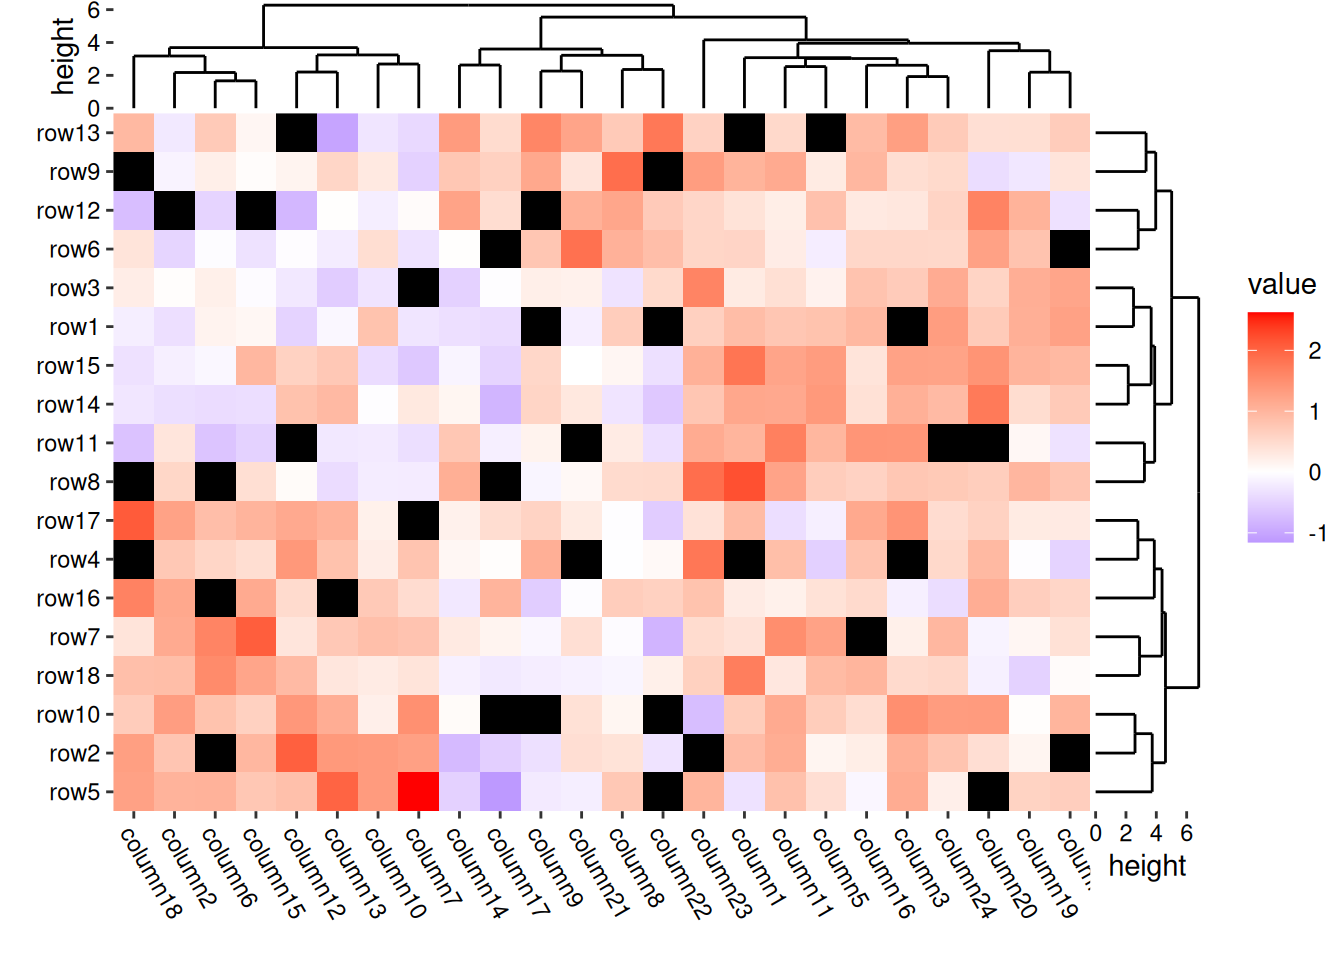 height
6
4
2
0
row13
row9
row12
row6
row3
row1
row15
row14
row11
row8
row17
row4
row16
row7
row18
row10
row2
row5
column18
column2
column6
column15
column12
column13
column10
column7
column14
column17
column9
column21
column8
column22
column23
column1
column11
column5
column16
column3
column24
column20
column19
0 2 4 6
height
value
2
1
0
-1